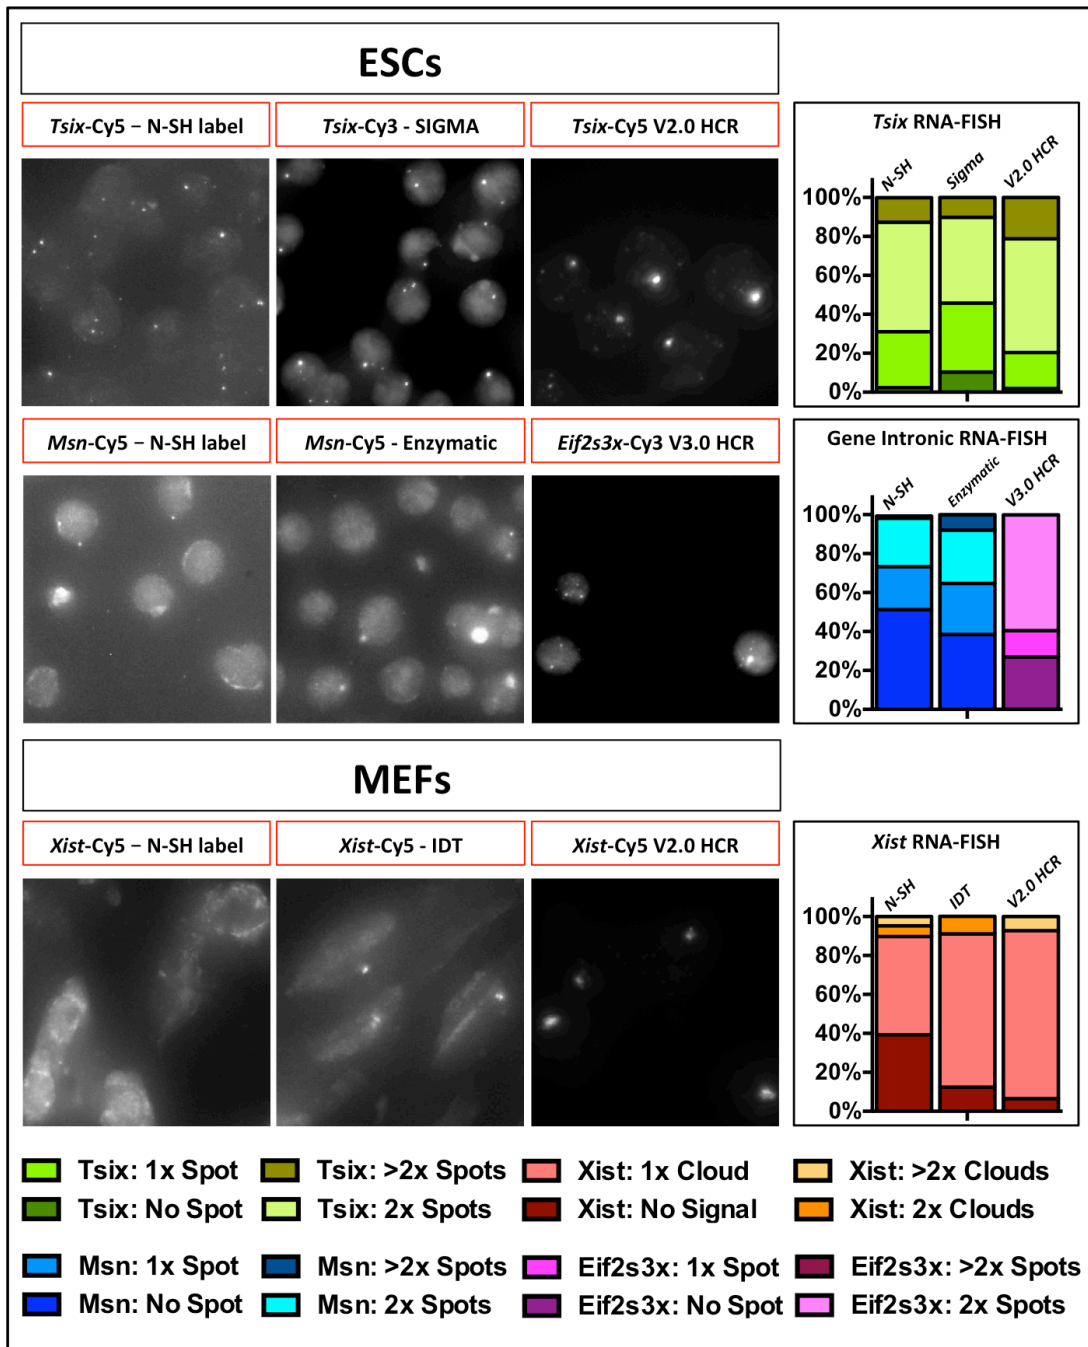 ESCs
Tsix-Cy5 – N-SH label
Tsix-Cy3 - SIGMA
Tsix-Cy5 V2.0 HCR
Tsix RNA-FISH
N-SH
Sigma
V2.0 HCR
100%
80%
60%
40%
20%
0%
Msn-Cy5 – N-SH label
Msn-Cy5 - Enzymatic
Eif2s3x-Cy3 V3.0 HCR
Gene Intronic RNA-FISH
N-SH
Enzymatic
V3.0 HCR
100%
80%
60%
40%
20%
0%
MEFs
Xist-Cy5 – N-SH label
Xist-Cy5 - IDT
Xist-Cy5 V2.0 HCR
Xist RNA-FISH
N-SH
IDT
V2.0 HCR
100%
80%
60%
40%
20%
0%
Tsix: 1x Spot
Tsix: >2x Spots
Xist: 1x Cloud
Xist: >2x Clouds
Tsix: No Spot
Tsix: 2x Spots
Xist: No Signal
Xist: 2x Clouds
Msn: 1x Spot
Msn: >2x Spots
Eif2s3x: 1x Spot
Eif2s3x: >2x Spots
Msn: No Spot
Msn: 2x Spots
Eif2s3x: No Spot
Eif2s3x: 2x Spots